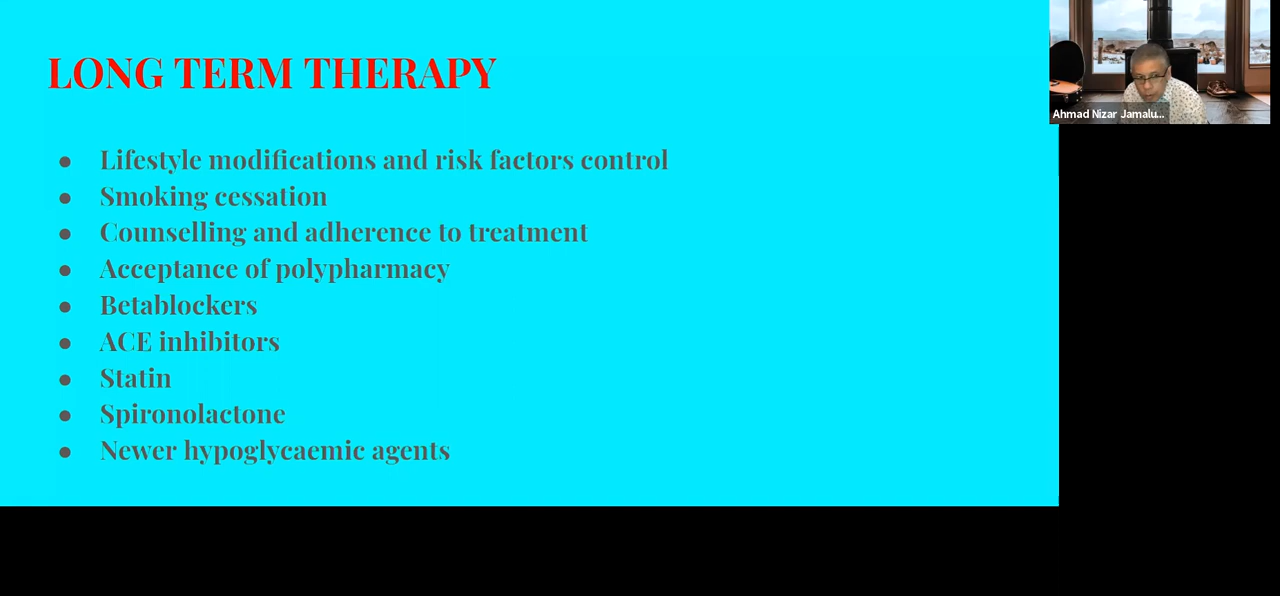 LONG TERM THERAPY
Ahmad Nizar Jamalu...
● Lifestyle modifications and risk factors control
● Smoking cessation
● Counselling and adherence to treatment
● Acceptance of polypharmacy
● Betablockers
● ACE inhibitors
● Statin
● Spironolactone
● Newer hypoglycaemic agents